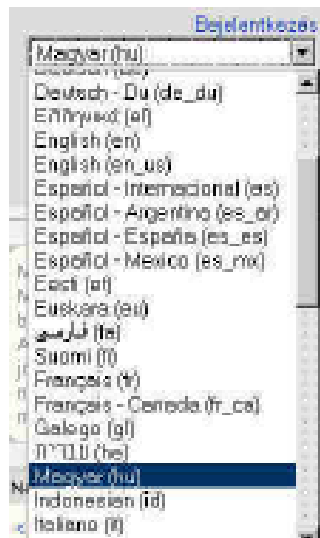 Bejelentkezés
Magyar (hu)
Deutsch - Du (de_du)
Ελληνικά (el)
English (en)
English (en_us)
Español - Internacional (es)
Español - Argentina (es_ar)
Español - España (es_es)
Español - Mexico (es_mx)
Eesti (et)
Euskara (eu)
فارسی (fa)
Suomi (fi)
Français (fr)
Français - Canada (fr_ca)
Galego (gl)
עברית (he)
Magyar (hu)
Indonesian (id)
Italiano (it)